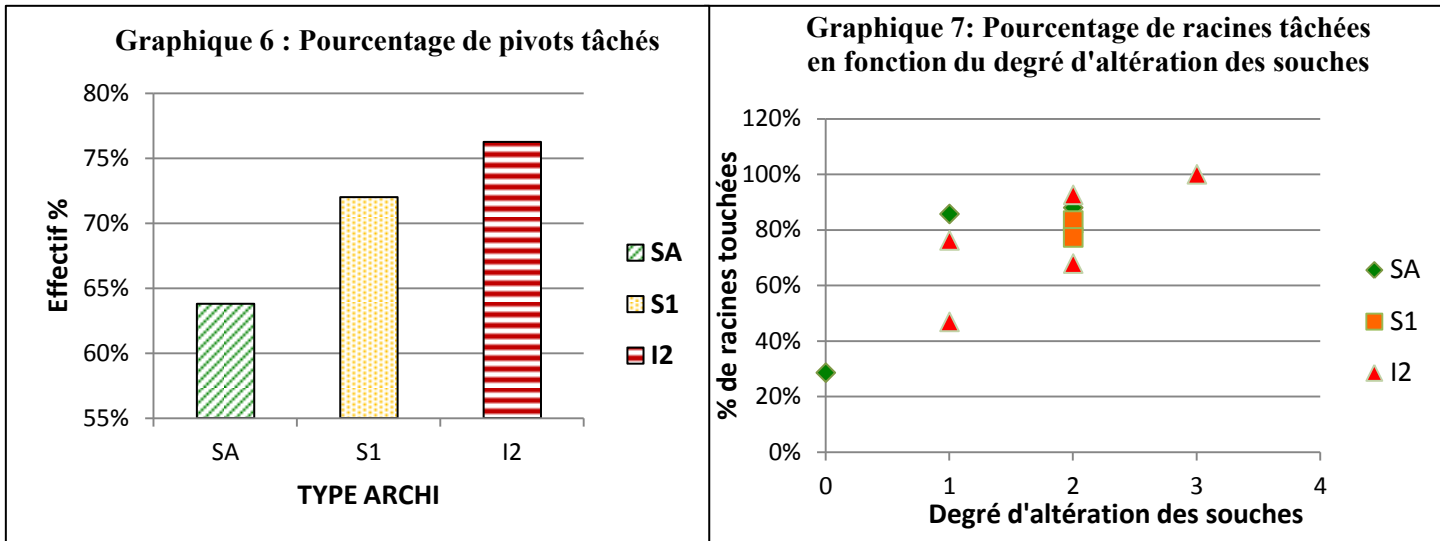 Graphique 6 : Pourcentage de pivots tâchés
80%
75%
70%
65%
60%
55%
Effectif %
SA
S1
I2
TYPE ARCHI
SA
S1
I2
Graphique 7: Pourcentage de racines tâchées
en fonction du degré d'altération des souches
120%
100%
80%
60%
40%
20%
0%
% de racines touchées
0
1
2
3
4
Degré d'altération des souches
SA
S1
I2